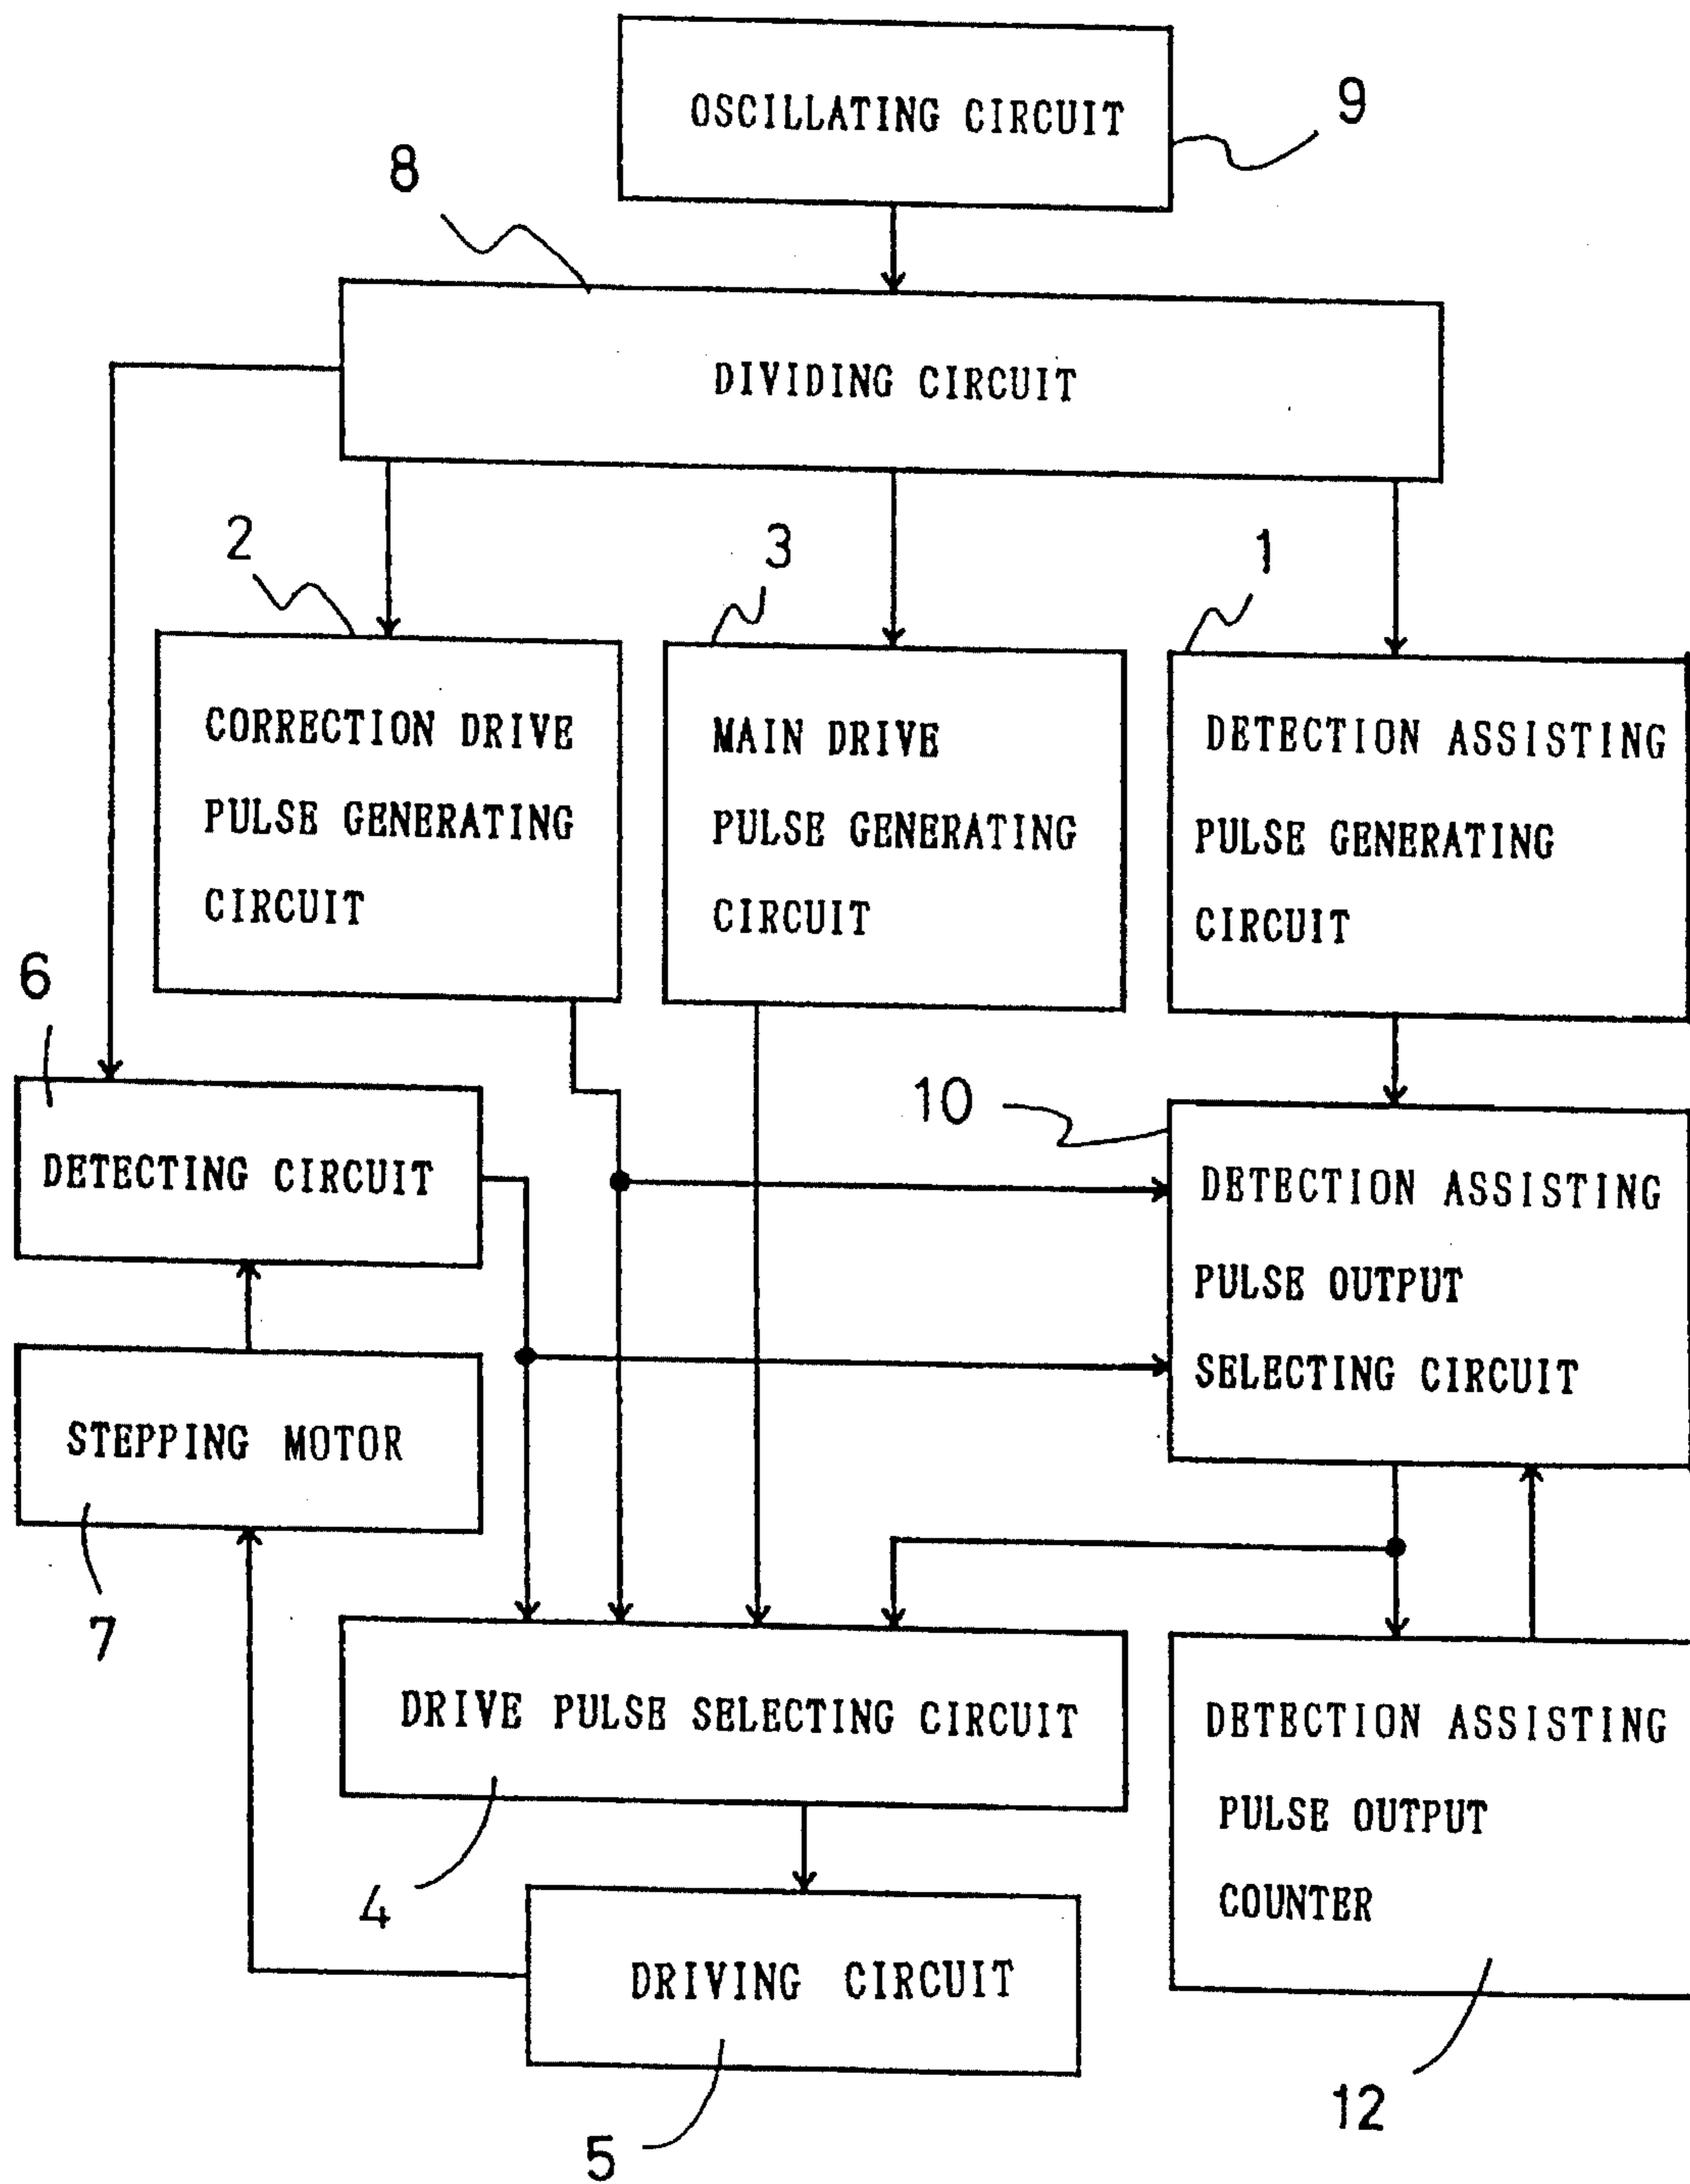 OSCILLATING CIRCUIT
9
8
DIVIDING CIRCUIT
2
3
1
CORRECTION DRIVE
PULSE GENERATING
CIRCUIT
MAIN DRIVE
PULSE GENERATING
CIRCUIT
DETECTION ASSISTING
PULSE GENERATING
CIRCUIT
6
DETECTING CIRCUIT
10
DETECTION ASSISTING
PULSE OUTPUT
SELECTING CIRCUIT
STEPPING MOTOR
7
DRIVE PULSE SELECTING CIRCUIT
4
DETECTION ASSISTING
PULSE OUTPUT
COUNTER
12
DRIVING CIRCUIT
5